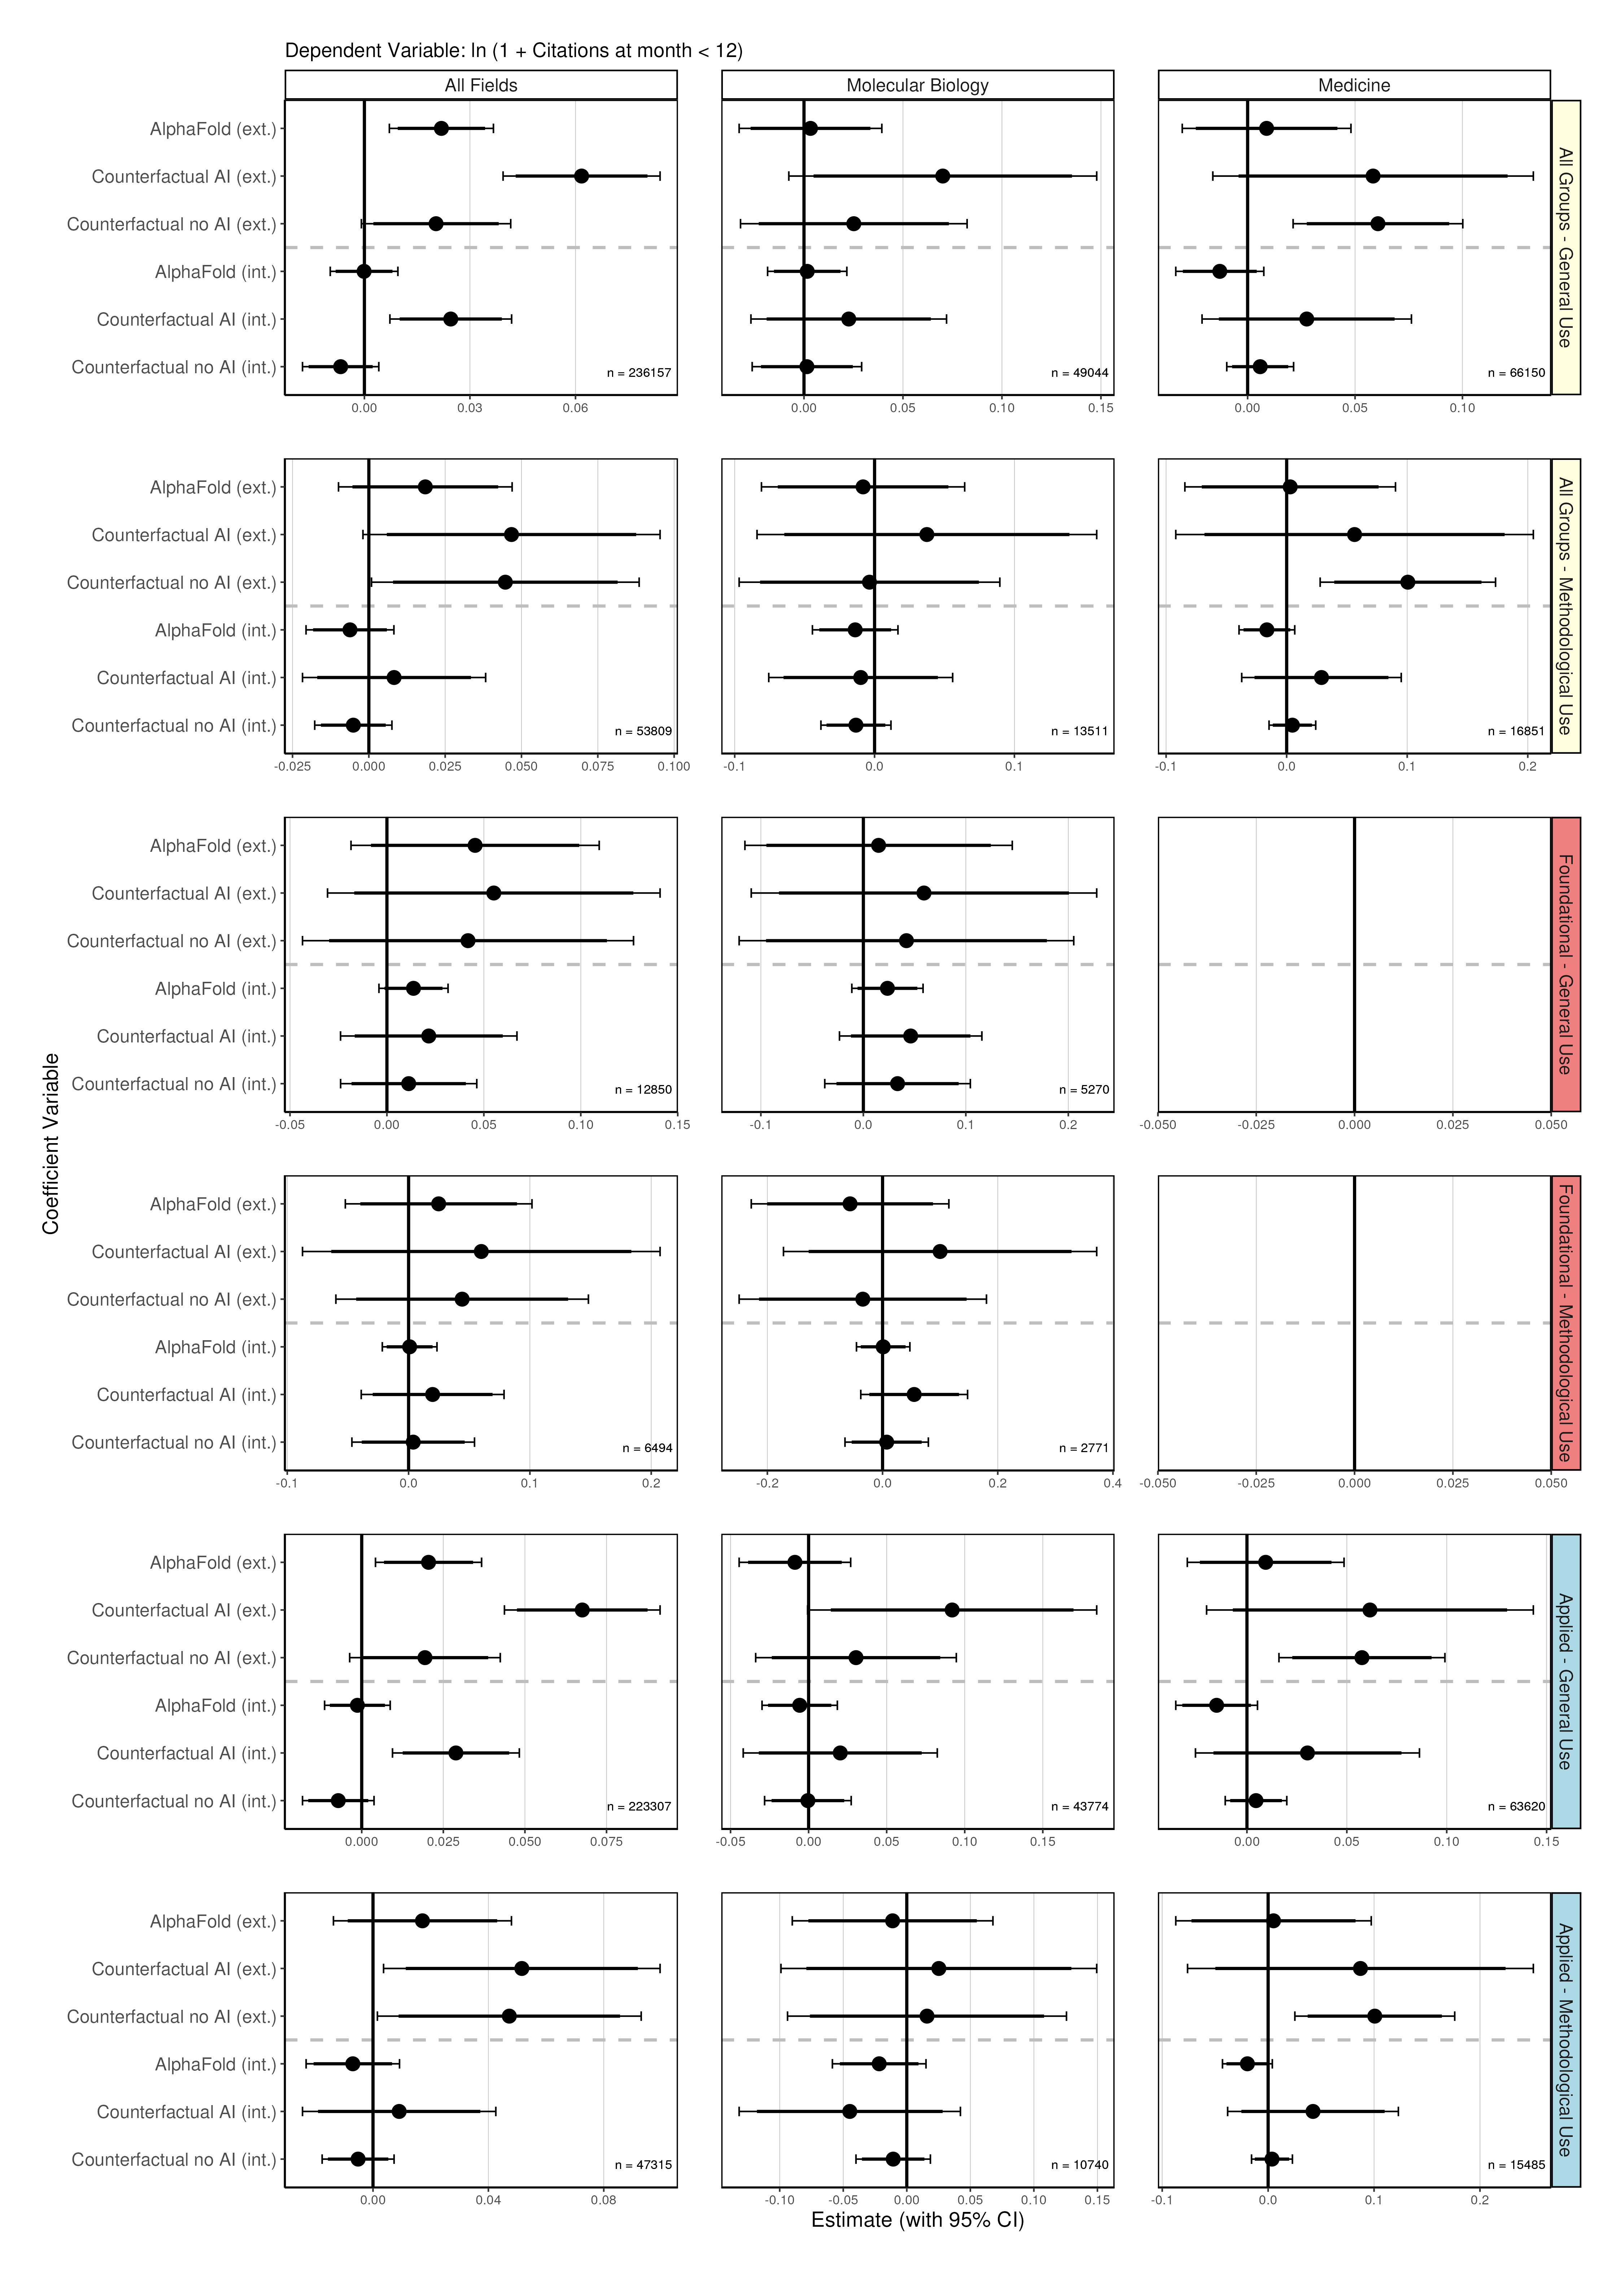 Dependent Variable: ln (1 + Citations at month < 12)
All Fields
Molecular Biology
Medicine
AlphaFold (ext.)
Counterfactual AI (ext.)
Counterfactual no AI (ext.)
AlphaFold (int.)
Counterfactual AI (int.)
Counterfactual no AI (int.)
n = 236157
n = 49044
n = 66150
All Groups - General Use
0.00 0.03 0.06
0.00 0.05 0.10 0.15
0.00 0.05 0.10
AlphaFold (ext.)
Counterfactual AI (ext.)
Counterfactual no AI (ext.)
AlphaFold (int.)
Counterfactual AI (int.)
Counterfactual no AI (int.)
n = 53809
n = 13511
n = 16851
All Groups - Methodological Use
-0.025 0.000 0.025 0.050 0.075 0.100
-0.1 0.0 0.1
-0.1 0.0 0.1 0.2
AlphaFold (ext.)
Counterfactual AI (ext.)
Counterfactual no AI (ext.)
AlphaFold (int.)
Counterfactual AI (int.)
Counterfactual no AI (int.)
n = 12850
n = 5270
Foundational - General Use
-0.05 0.00 0.05 0.10 0.15
-0.1 0.0 0.1 0.2
-0.050 -0.025 0.000 0.025 0.050
Coefficient Variable
AlphaFold (ext.)
Counterfactual AI (ext.)
Counterfactual no AI (ext.)
AlphaFold (int.)
Counterfactual AI (int.)
Counterfactual no AI (int.)
n = 6494
n = 2771
Foundational - Methodological Use
-0.1 0.0 0.1 0.2
-0.2 0.0 0.2 0.4
-0.050 -0.025 0.000 0.025 0.050
AlphaFold (ext.)
Counterfactual AI (ext.)
Counterfactual no AI (ext.)
AlphaFold (int.)
Counterfactual AI (int.)
Counterfactual no AI (int.)
n = 223307
n = 43774
n = 63620
Applied - General Use
0.000 0.025 0.050 0.075
-0.05 0.00 0.05 0.10 0.15
0.00 0.05 0.10 0.15
AlphaFold (ext.)
Counterfactual AI (ext.)
Counterfactual no AI (ext.)
AlphaFold (int.)
Counterfactual AI (int.)
Counterfactual no AI (int.)
n = 47315
n = 10740
n = 15485
Applied - Methodological Use
0.00 0.04 0.08
-0.10 -0.05 0.00 0.05 0.10 0.15
-0.1 0.0 0.1 0.2
Estimate (with 95% CI)